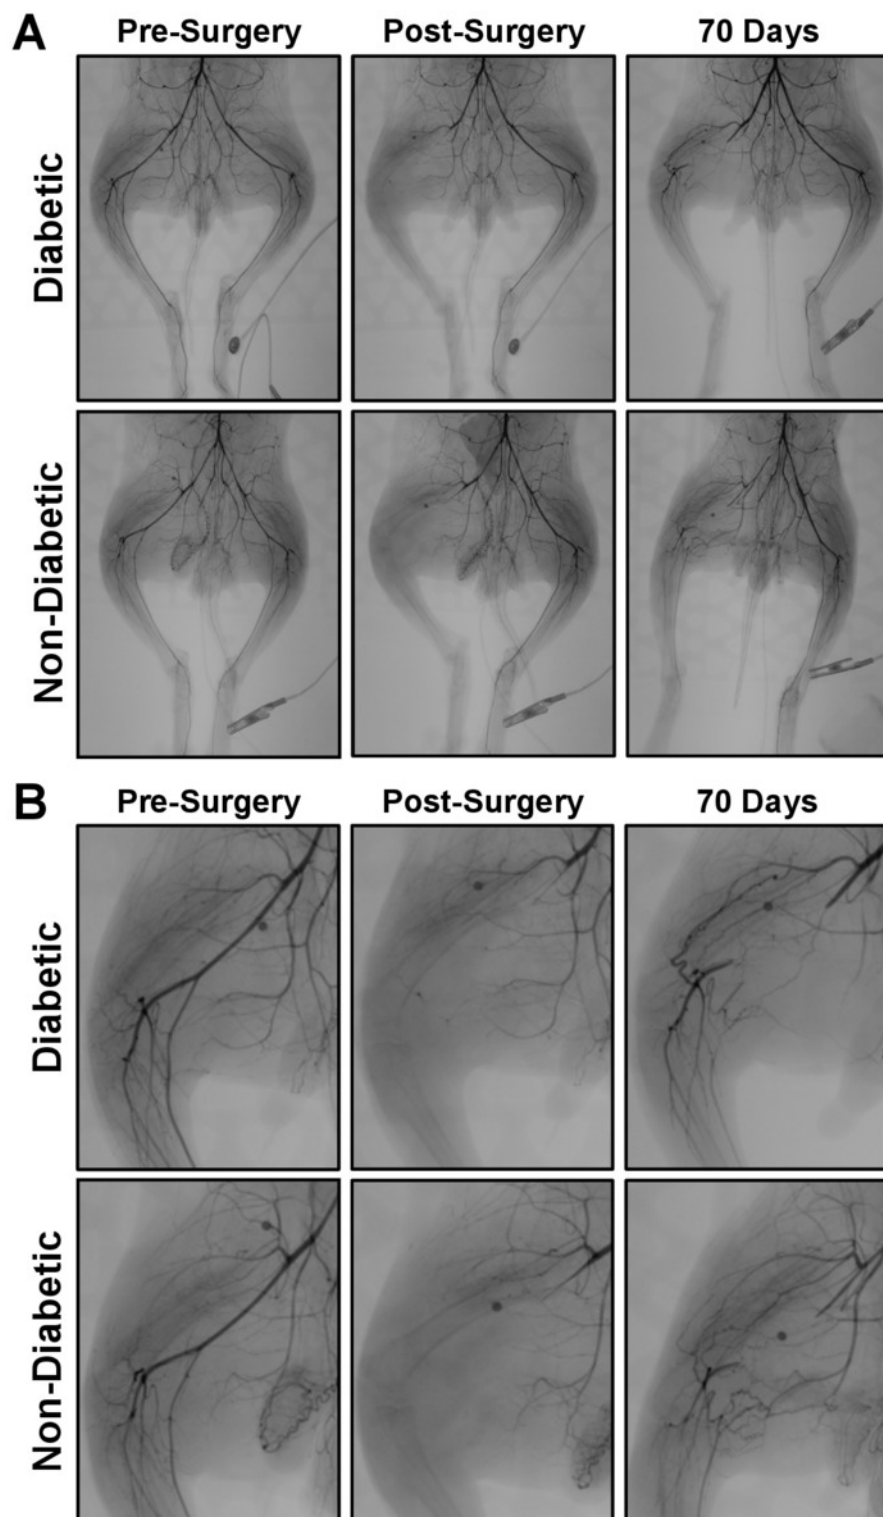 A
Pre-Surgery Post-Surgery 70 Days
Diabetic
Non-Diabetic
B
Pre-Surgery Post-Surgery 70 Days
Diabetic
Non-Diabetic